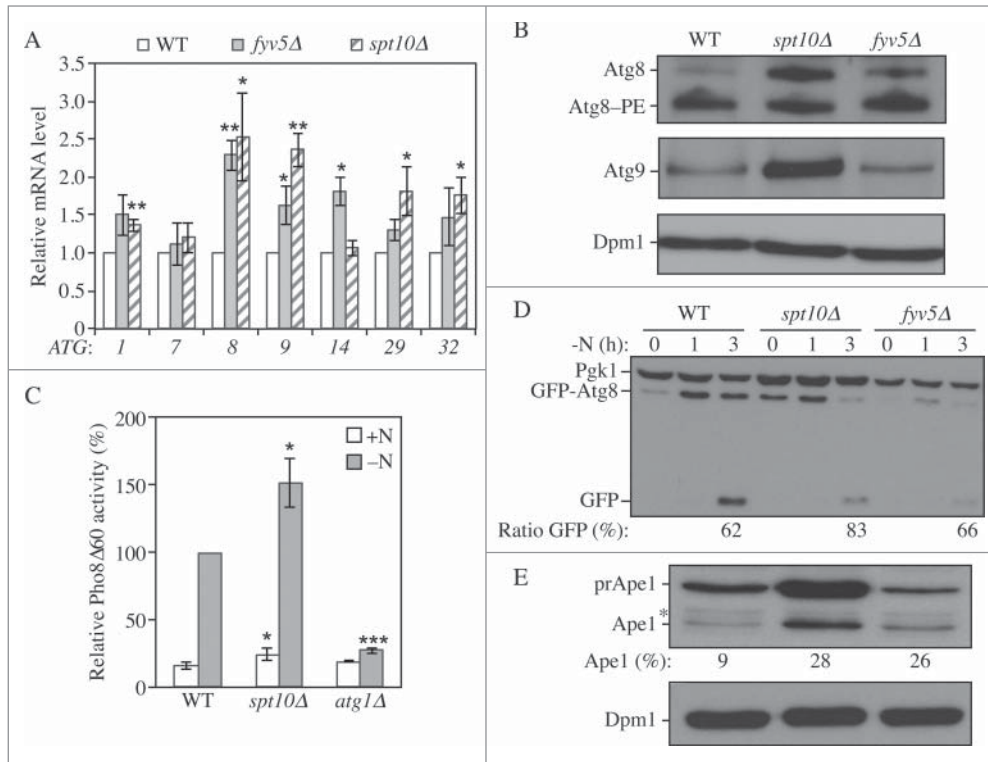 A
WT fyv5Δ spt10Δ
Relative mRNA level
3.5
3.0
2.5
2.0
1.5
1.0
0.5
0
** ** * * ** * * *
ATG: 1 7 8 9 14 29 32
B
WT spt10Δ fyv5Δ
Atg8
Atg8–PE
Atg9
Dpm1
C
+N
–N
Relative Pho8Δ60 activity (%)
200
150
100
50
0
* * ***
WT spt10Δ atg1Δ
D
WT spt10Δ fyv5Δ
-N (h): 0 1 3 0 1 3 0 1 3
Pgk1
GFP-Atg8
GFP
Ratio GFP (%): 62 83 66
E
prApe1
*
Ape1
Ape1 (%): 9 28 26
Dpm1